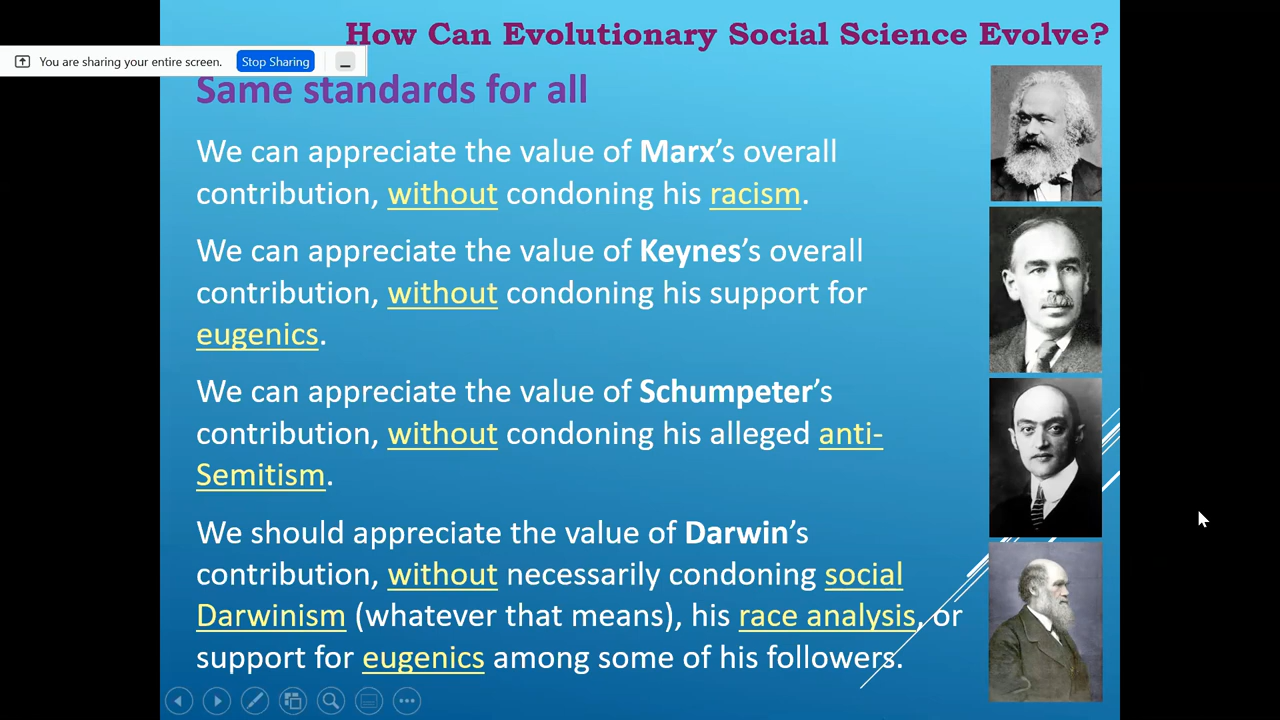 How Can Evolutionary Social Science Evolve?
You are sharing your entire screen. Stop Sharing
Same standards for all
We can appreciate the value of Marx's overall
contribution, without condoning his racism.
We can appreciate the value of Keynes's overall
contribution, without condoning his support for
eugenics.
We can appreciate the value of Schumpeter's
contribution, without condoning his alleged anti-
Semitism.
We should appreciate the value of Darwin's
contribution, without necessarily condoning social
Darwinism (whatever that means), his race analysis, or
support for eugenics among some of his followers.